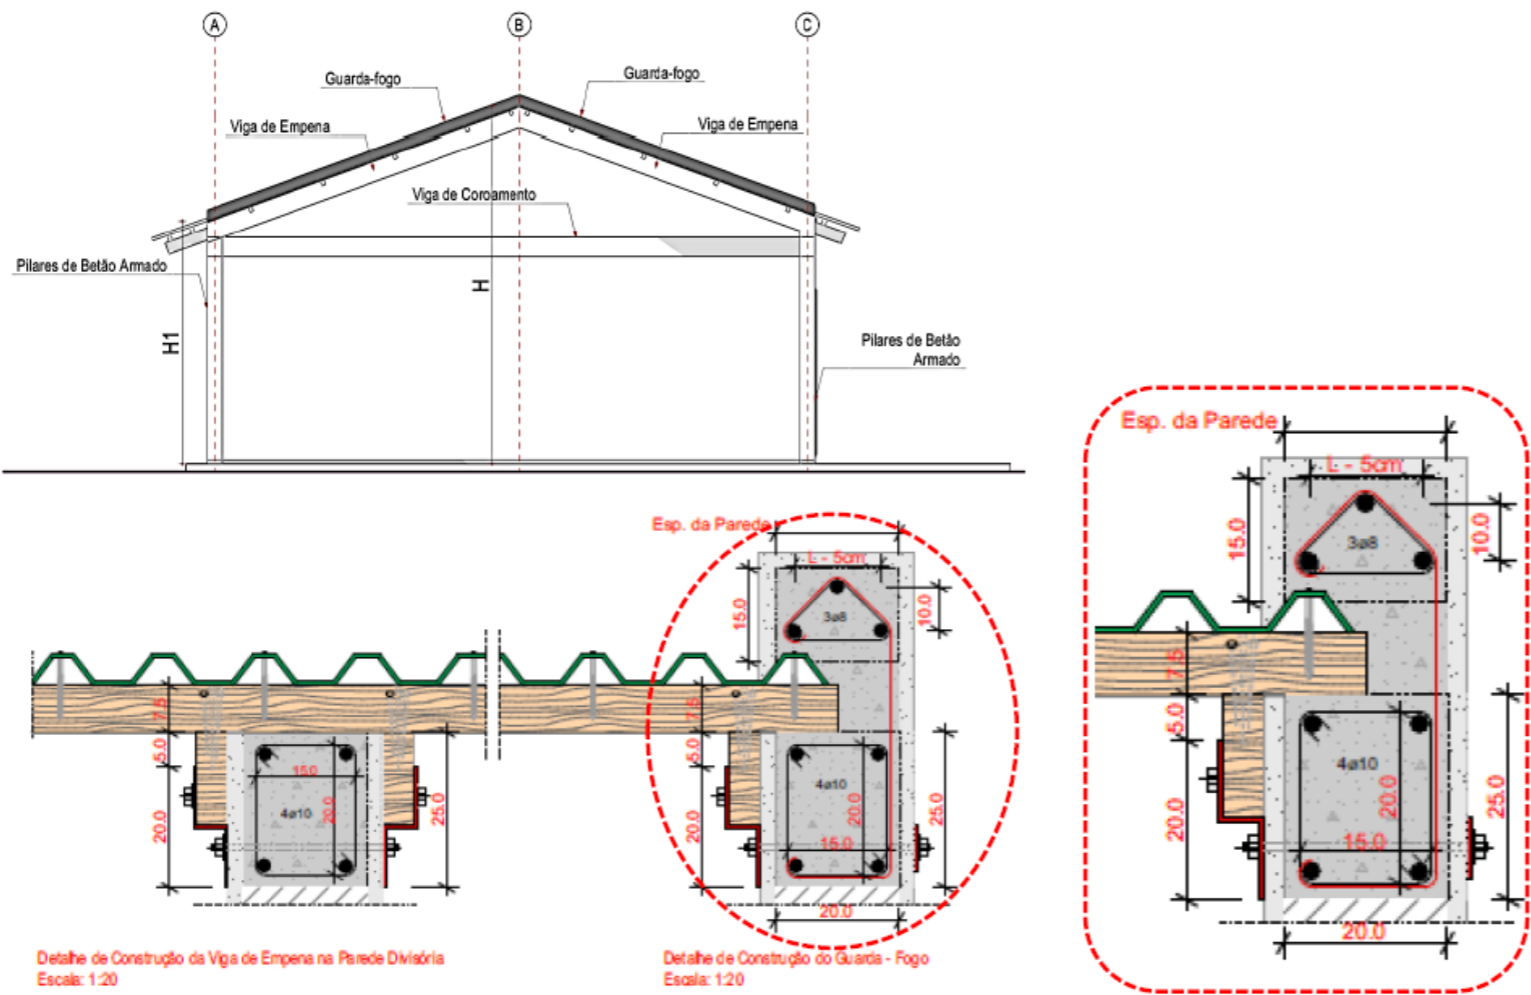 A
B
C
Guarda-fogo
Guarda-fogo
Viga de Empena
Viga de Empena
Viga de Coroamento
Pilares de Betão Armado
H
H1
Pilares de Betão
Armado
Esp. da Parede
L - 5cm
15.0
3ø8
10.0
7.5
5.0
20.0
15.0
4ø10
20.0
25.0
7.5
5.0
20.0
4ø10
20.0
15.0
25.0
20.0
Detalhe de Construção da Viga de Empena na Parede Divisória
Escala: 1:20
Detalhe de Construção do Guarda - Fogo
Escala: 1:20
Esp. da Parede
L - 5cm
15.0
3ø8
10.0
7.5
5.0
20.0
4ø10
20.0
15.0
25.0
20.0